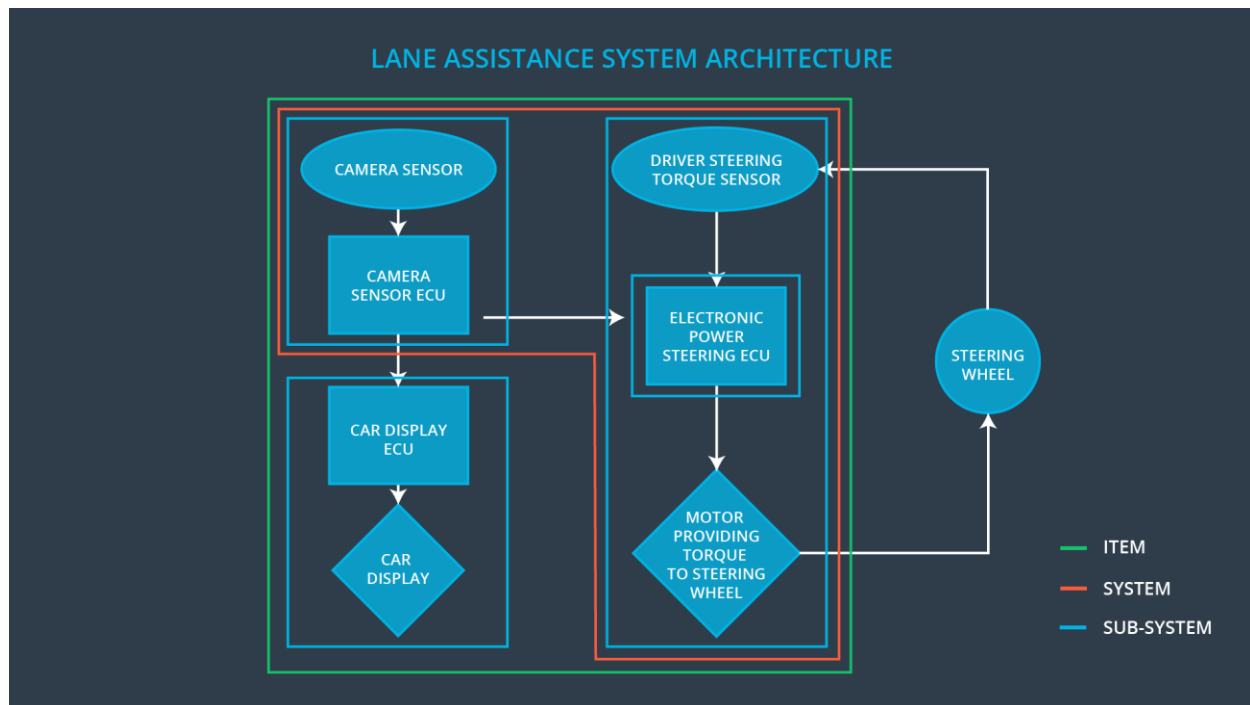 LANE ASSISTANCE SYSTEM ARCHITECTURE
CAMERA SENSOR
CAMERA
SENSOR ECU
CAR DISPLAY
ECU
CAR
DISPLAY
DRIVER STEERING
TORQUE SENSOR
ELECTRONIC
POWER
STEERING ECU
MOTOR
PROVIDING
TORQUE
TO STEERING
WHEEL
STEERING
WHEEL
ITEM
SYSTEM
SUB-SYSTEM